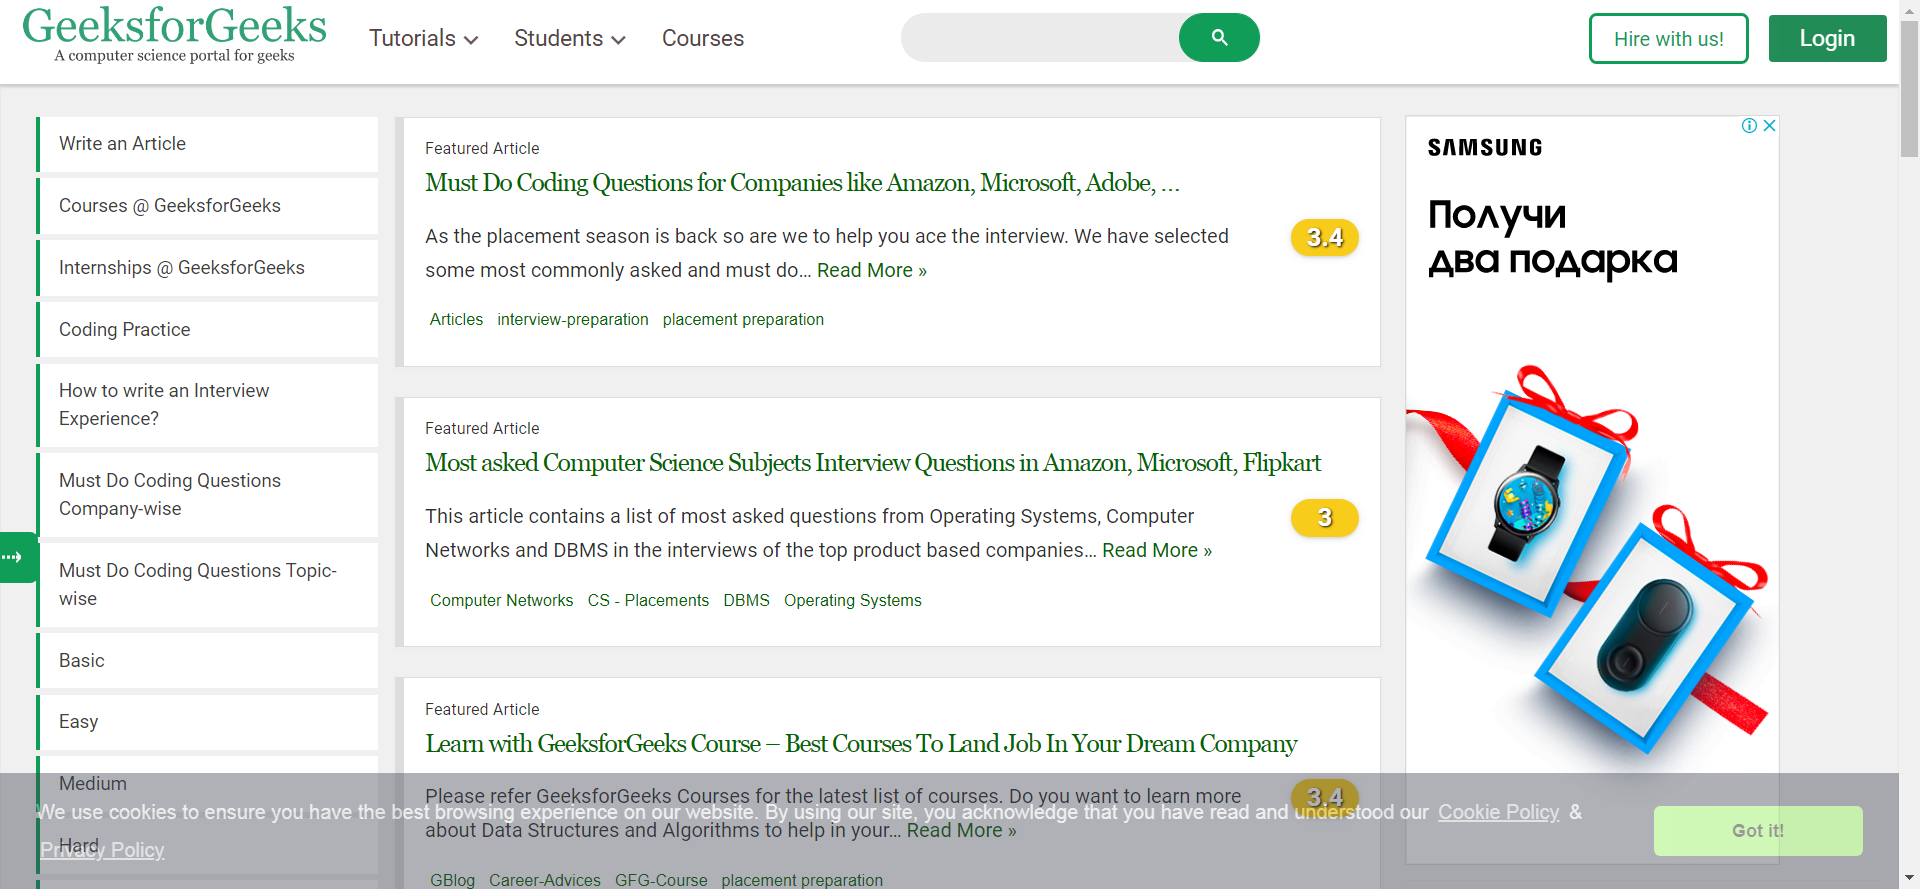 GeeksforGeeks
A computer science portal for geeks
Tutorials
Students
Courses
Hire with us!
Login
Write an Article
Courses @ GeeksforGeeks
Internships @ GeeksforGeeks
Coding Practice
How to write an Interview
Experience?
Must Do Coding Questions
Company-wise
Must Do Coding Questions Topic-
wise
Basic
Easy
Medium
Hard
Featured Article
Must Do Coding Questions for Companies like Amazon, Microsoft, Adobe, …
As the placement season is back so are we to help you ace the interview. We have selected
some most commonly asked and must do… Read More »
3.4
Articles interview-preparation placement preparation
Featured Article
Most asked Computer Science Subjects Interview Questions in Amazon, Microsoft, Flipkart
This article contains a list of most asked questions from Operating Systems, Computer
Networks and DBMS in the interviews of the top product based companies… Read More »
3
Computer Networks CS - Placements DBMS Operating Systems
Featured Article
Learn with GeeksforGeeks Course – Best Courses To Land Job In Your Dream Company
Please refer GeeksforGeeks Courses for the latest list of courses. Do you want to learn more
about Data Structures and Algorithms to help in your… Read More »
3.4
GBlog Career-Advices GFG-Course placement preparation
SAMSUNG
Получи
два подарка
We use cookies to ensure you have the best browsing experience on our website. By using our site, you acknowledge that you have read and understood our Cookie Policy &
Privacy Policy
Got it!